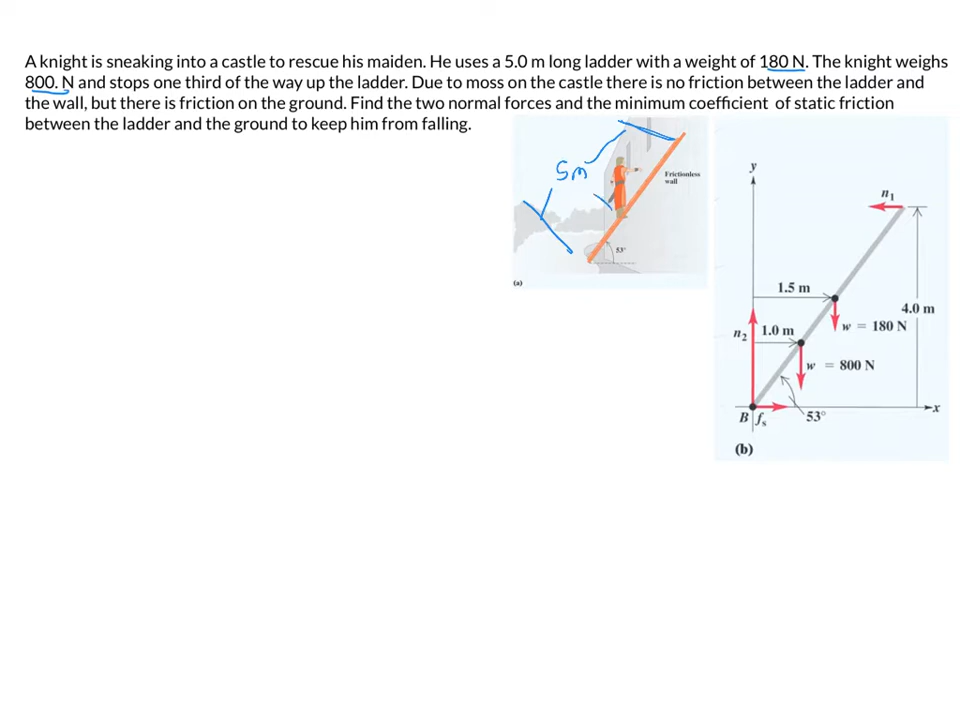 A knight is sneaking into a castle to rescue his maiden. He uses a 5.0 m long ladder with a weight of 180 N. The knight weighs
800. N and stops one third of the way up the ladder. Due to moss on the castle there is no friction between the ladder and
the wall, but there is friction on the ground. Find the two normal forces and the minimum coefficient of static friction
between the ladder and the ground to keep him from falling.
5m
Frictionless
wall
53°
(a)
y
n₁
1.5 m
4.0 m
w = 180 N
n₂
1.0 m
w = 800 N
x
B
fₛ
53°
(b)